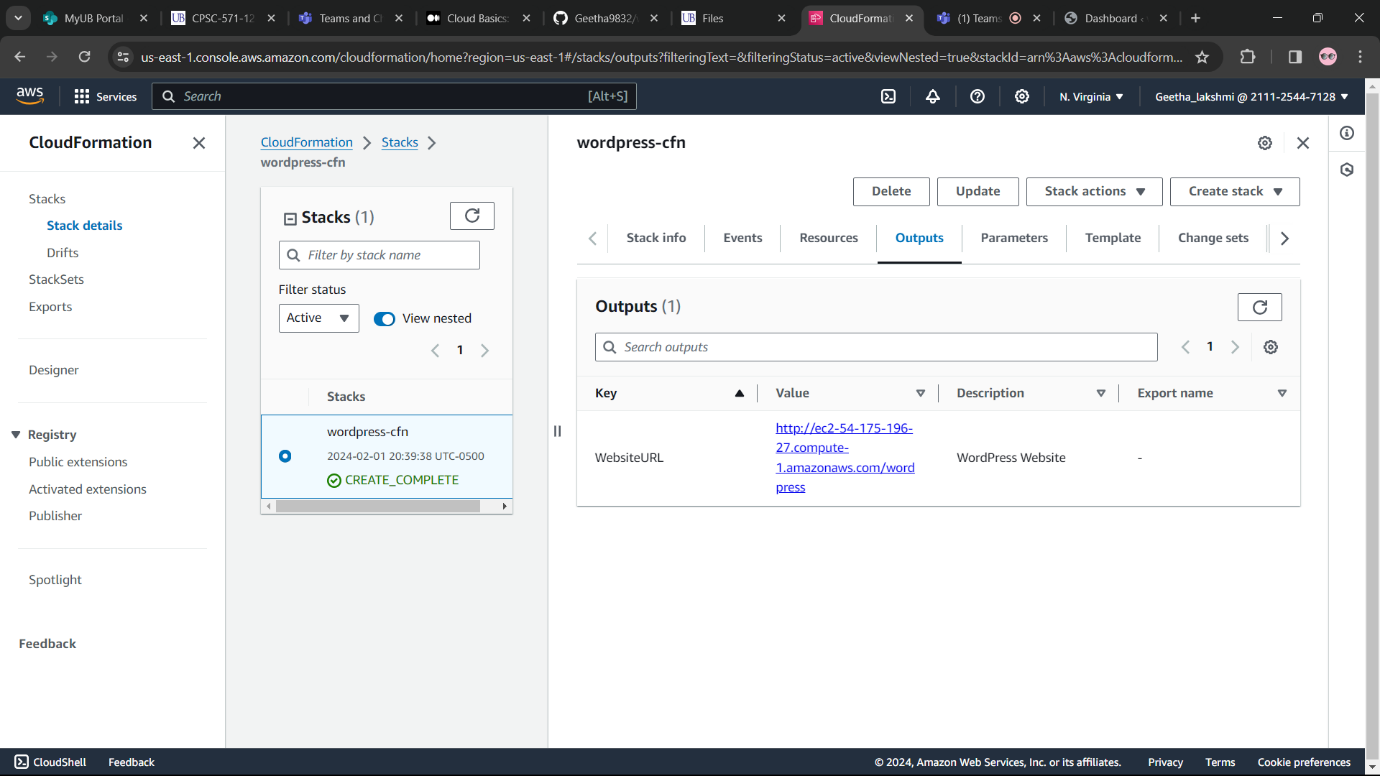 MyUB Portal
CPSC-571-12
Teams and Cl
Cloud Basics:
Geetha9832/
UB Files
CloudFormat
(1) Teams
Dashboard
us-east-1.console.aws.amazon.com/cloudformation/home?region=us-east-1#/stacks/outputs?filteringText=&filteringStatus=active&viewNested=true&stackId=arn%3Aaws%3Acloudform...
aws
Services
Search
[Alt+S]
N. Virginia
Geetha_lakshmi @ 2111-2544-7128
CloudFormation
Stacks
Stack details
Drifts
StackSets
Exports
Designer
Registry
Public extensions
Activated extensions
Publisher
Spotlight
Feedback
CloudFormation
Stacks
wordpress-cfn
Stacks (1)
Filter by stack name
Filter status
Active
View nested
1
Stacks
wordpress-cfn
2024-02-01 20:39:38 UTC-0500
CREATE_COMPLETE
wordpress-cfn
Delete
Update
Stack actions
Create stack
Stack info
Events
Resources
Outputs
Parameters
Template
Change sets
Outputs (1)
Search outputs
1
Key
Value
Description
Export name
WebsiteURL
http://ec2-54-175-196-
27.compute-
1.amazonaws.com/word
press
WordPress Website
-
CloudShell
Feedback
© 2024, Amazon Web Services, Inc. or its affiliates.
Privacy
Terms
Cookie preferences